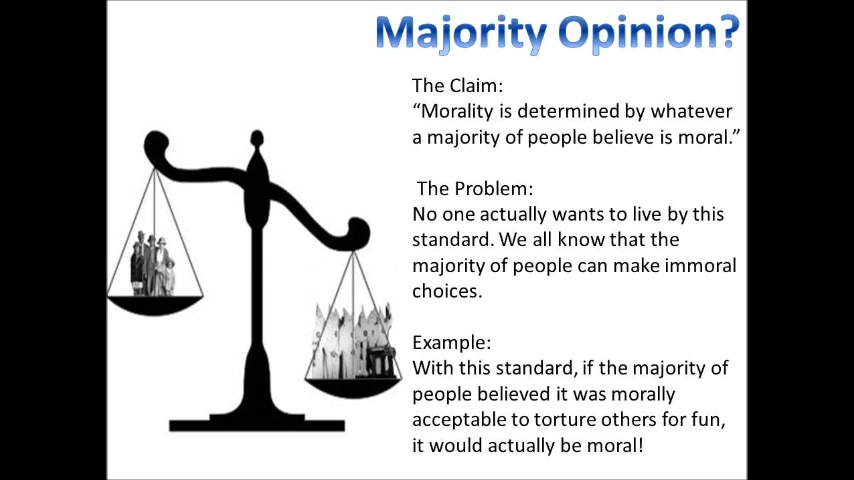 Majority Opinion?
The Claim:
“Morality is determined by whatever
a majority of people believe is moral.”
The Problem:
No one actually wants to live by this
standard. We all know that the
majority of people can make immoral
choices.
Example:
With this standard, if the majority of
people believed it was morally
acceptable to torture others for fun,
it would actually be moral!